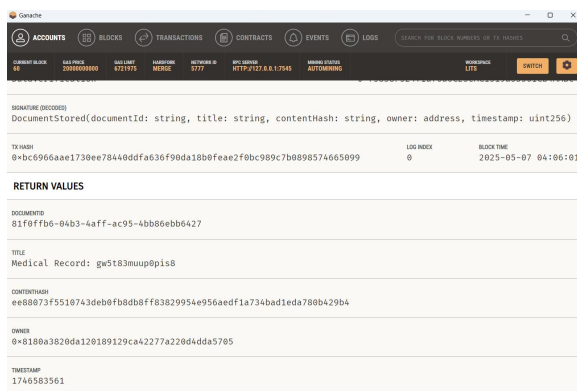 Ganache
ACCOUNTS BLOCKS TRANSACTIONS CONTRACTS EVENTS LOGS SEARCH FOR BLOCK NUMBERS OR TX HASHES
CURRENT BLOCK GAS PRICE GAS LIMIT HARDFORK NETWORK ID RPC SERVER MINING STATUS WORKSPACE
60 20000000000 6721975 MERGE 5777 HTTP://127.0.0.1:7545 AUTOMINING LITS SWITCH
SIGNATURE (DECODED)
DocumentStored(documentId: string, title: string, contentHash: string, owner: address, timestamp: uint256)
TX HASH LOG INDEX BLOCK TIME
0×bc6966aae1730ee78440ddfa636f90da18b0feae2f0bc989c7b0898574665099 0 2025-05-07 04:06:01
RETURN VALUES
DOCUMENTID
81f0ffb6-04b3-4aff-ac95-4bb86ebb6427
TITLE
Medical Record: gw5t83muup0pis8
CONTENTHASH
ee88073f5510743deb0fb8db8ff83829954e956aedf1a734bad1eda780b429b4
OWNER
0×8180a3820da120189129ca42277a220d4dda5705
TIMESTAMP
1746583561